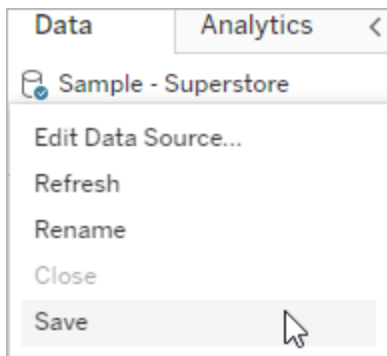 Data Analytics <
Sample - Superstore
Edit Data Source...
Refresh
Rename
Close
Save